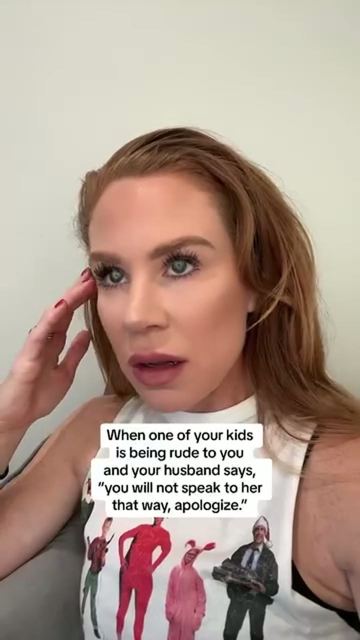 When one of your kids
is being rude to you
and your husband says,
"you will not speak to her
that way, apologize."